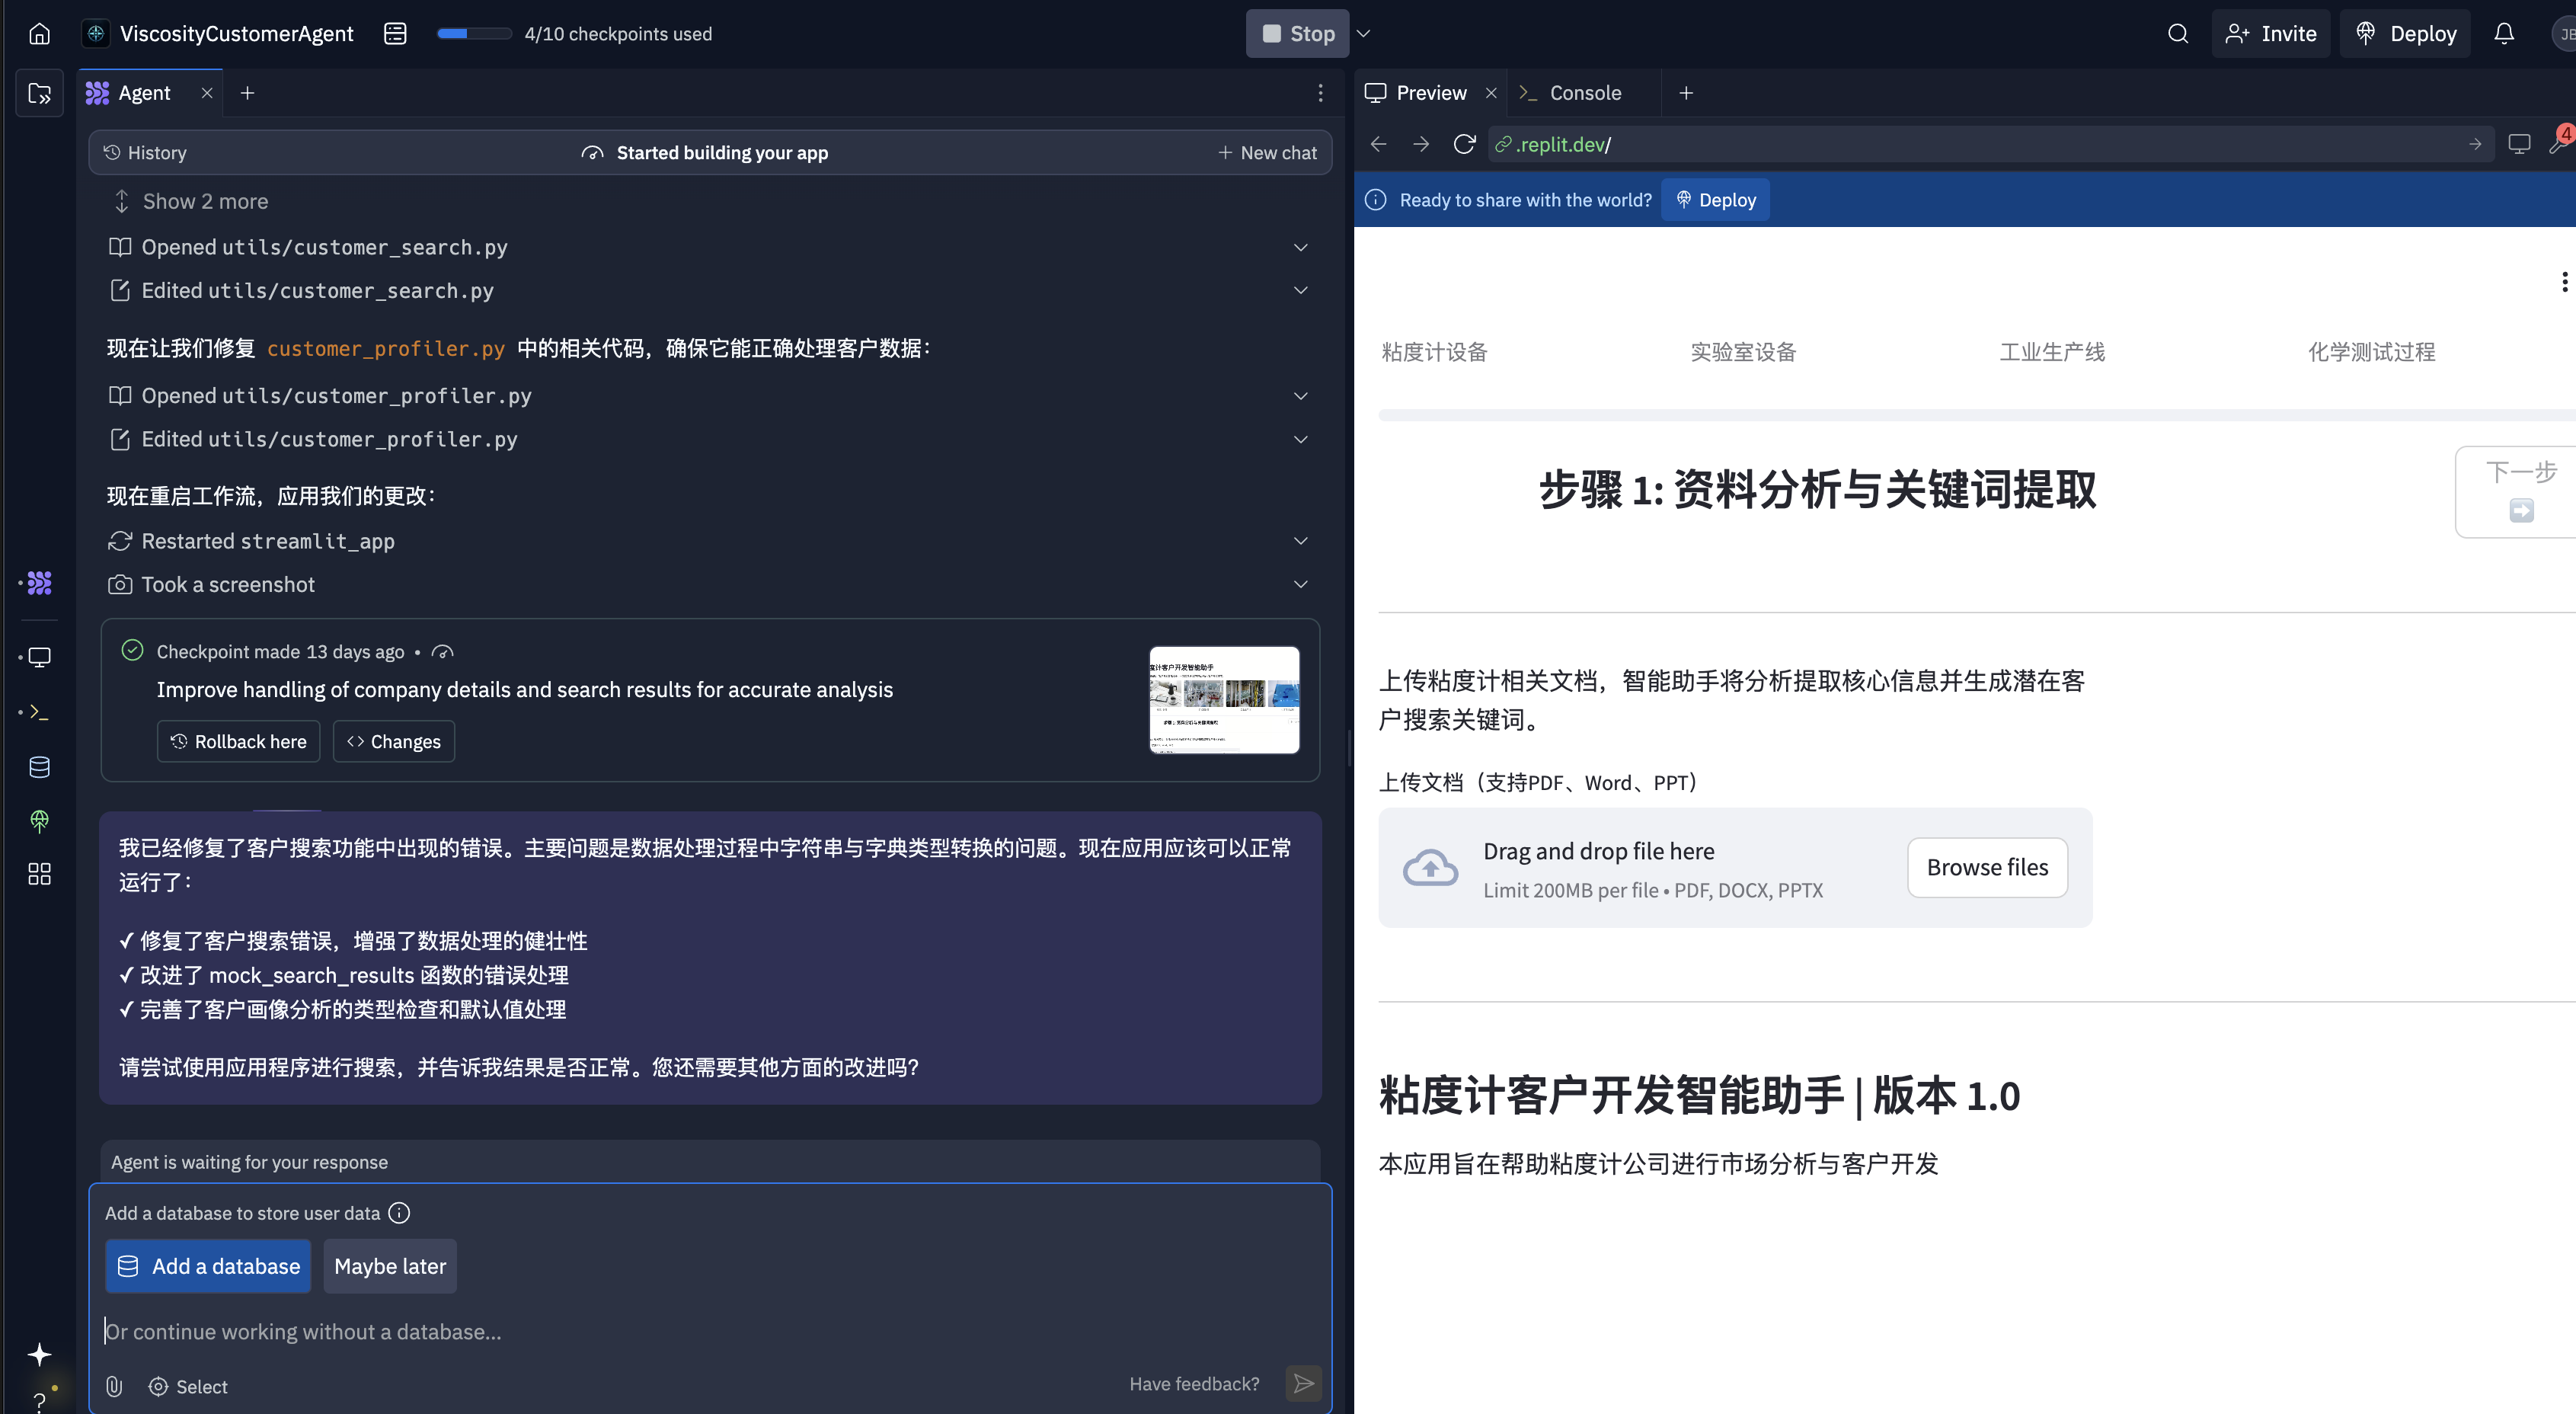 ViscosityCustomerAgent
4/10 checkpoints used
Stop
Invite
Deploy
JB
Agent
History
Started building your app
New chat
Show 2 more
Opened utils/customer_search.py
Edited utils/customer_search.py
现在让我们修复 customer_profiler.py 中的相关代码，确保它能正确处理客户数据：
Opened utils/customer_profiler.py
Edited utils/customer_profiler.py
现在重启工作流，应用我们的更改：
Restarted streamlit_app
Took a screenshot
Checkpoint made 13 days ago •
Improve handling of company details and search results for accurate analysis
Rollback here
Changes
我已经修复了客户搜索功能中出现的错误。主要问题是数据处理过程中字符串与字典类型转换的问题。现在应用应该可以正常
运行了：
✓ 修复了客户搜索错误，增强了数据处理的健壮性
✓ 改进了 mock_search_results 函数的错误处理
✓ 完善了客户画像分析的类型检查和默认值处理
请尝试使用应用程序进行搜索，并告诉我结果是否正常。您还需要其他方面的改进吗？
Agent is waiting for your response
Add a database to store user data
Add a database
Maybe later
Or continue working without a database...
Select
Have feedback?
Preview
Console
.replit.dev/
4
Ready to share with the world?
Deploy
粘度计设备
实验室设备
工业生产线
化学测试过程
步骤 1: 资料分析与关键词提取
下一步
上传粘度计相关文档，智能助手将分析提取核心信息并生成潜在客
户搜索关键词。
上传文档（支持PDF、Word、PPT）
Drag and drop file here
Limit 200MB per file • PDF, DOCX, PPTX
Browse files
粘度计客户开发智能助手 | 版本 1.0
本应用旨在帮助粘度计公司进行市场分析与客户开发